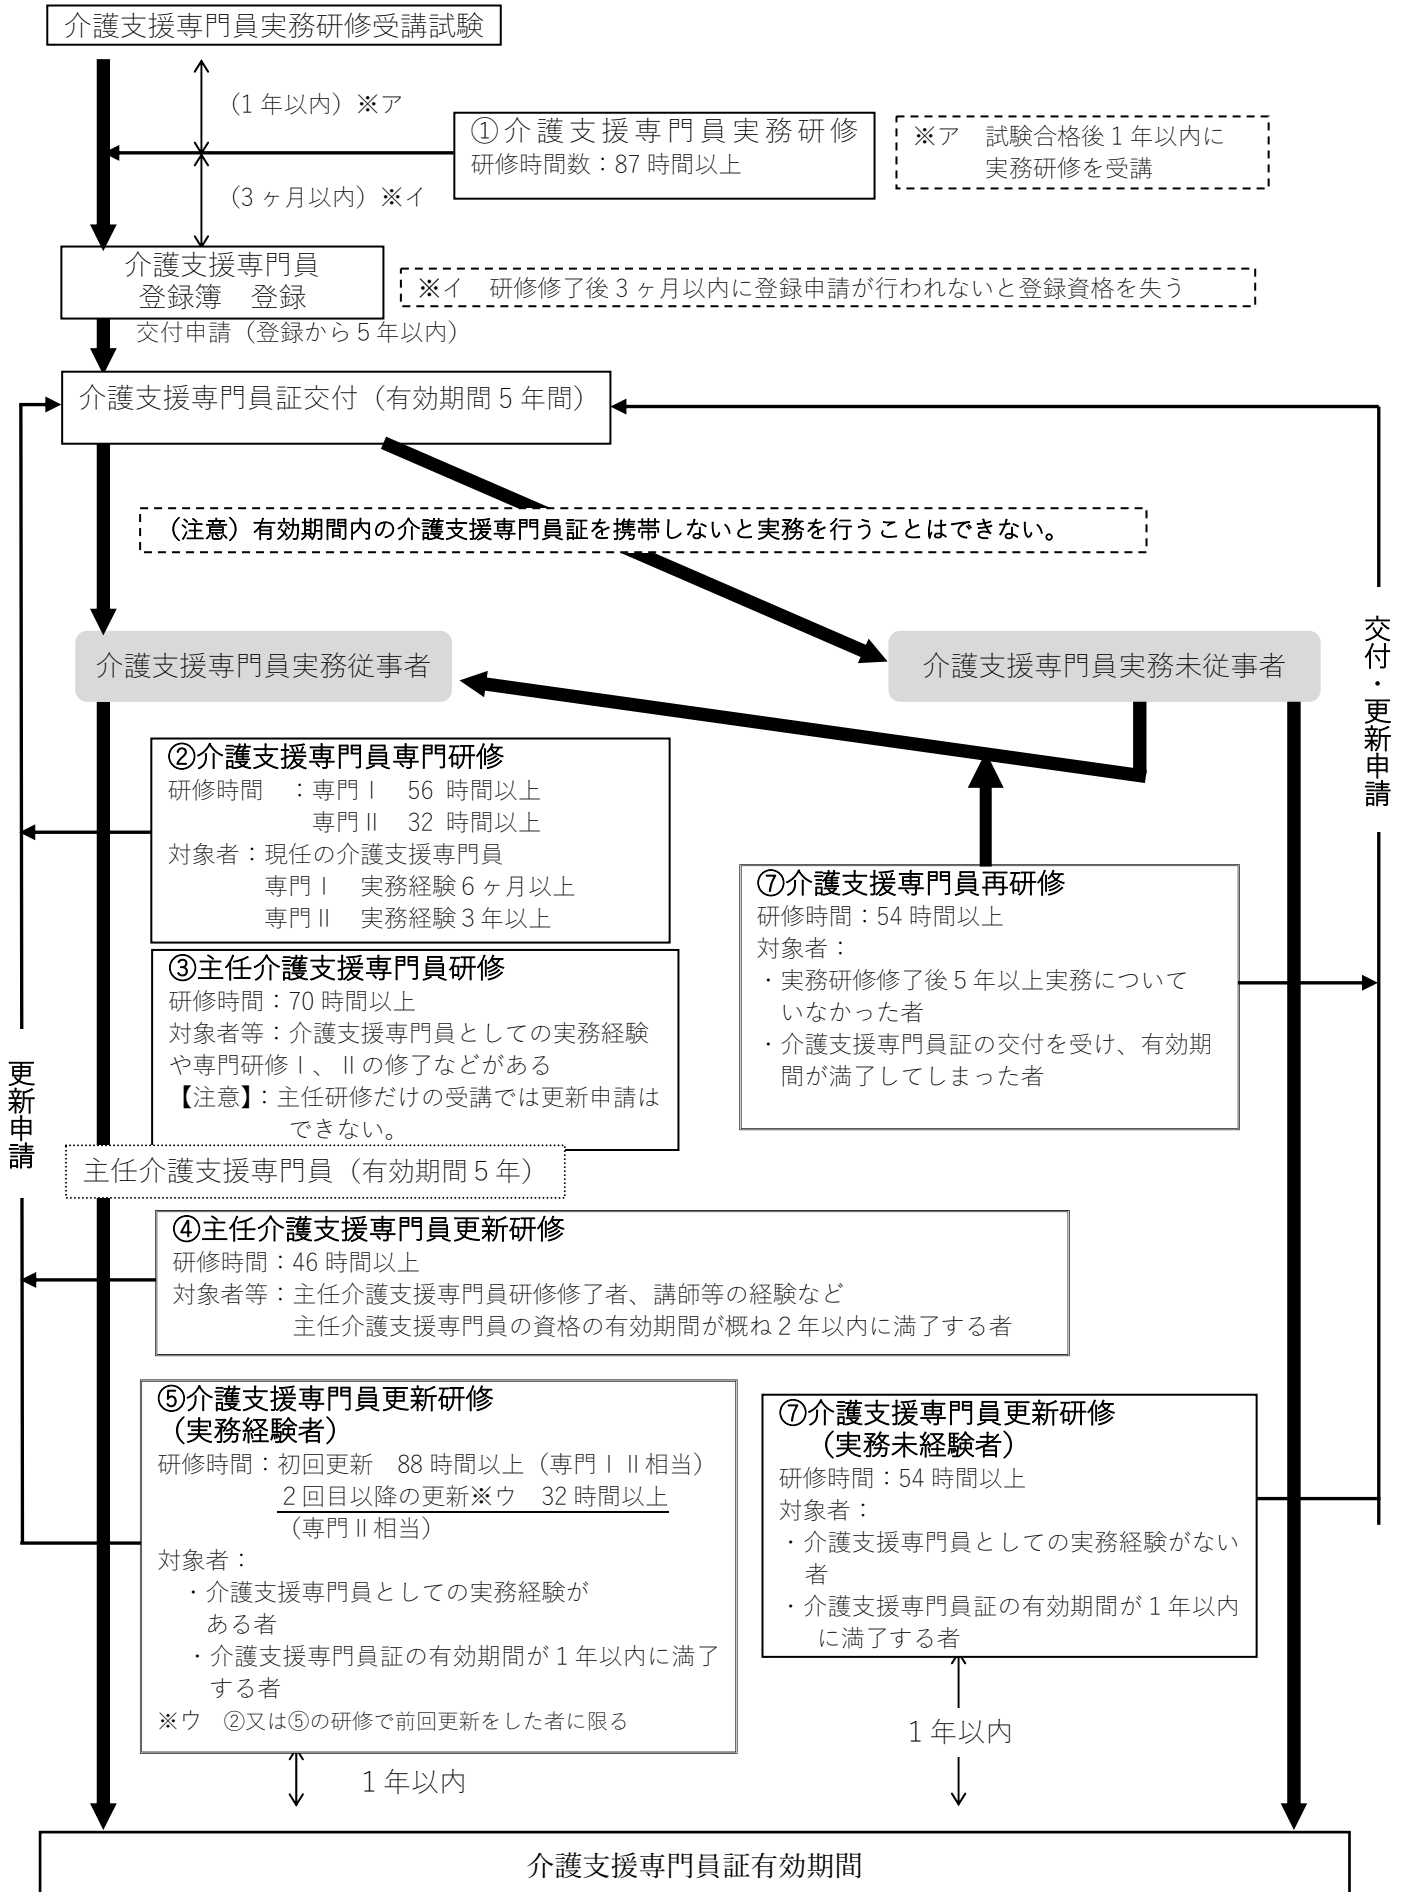 介護支援専門員実務研修受講試験
（1 年以内）※ア
①介護支援専門員実務研修
研修時間数：87 時間以上
※ア　試験合格後１年以内に
実務研修を受講
（3 ヶ月以内）※イ
介護支援専門員
登録簿　登録
※イ　研修修了後３ヶ月以内に登録申請が行われないと登録資格を失う
交付申請（登録から５年以内）
介護支援専門員証交付（有効期間５年間）
（注意）有効期間内の介護支援専門員証を携帯しないと実務を行うことはできない。
介護支援専門員実務従事者
介護支援専門員実務未従事者
交付・更新申請
②介護支援専門員専門研修
研修時間　：専門Ⅰ　56 時間以上
専門Ⅱ　32 時間以上
対象者：現任の介護支援専門員
専門Ⅰ　実務経験６ヶ月以上
専門Ⅱ　実務経験３年以上
⑦介護支援専門員再研修
研修時間：54 時間以上
対象者：
・実務研修修了後５年以上実務について
いなかった者
・介護支援専門員証の交付を受け、有効期
間が満了してしまった者
③主任介護支援専門員研修
研修時間：70 時間以上
対象者等：介護支援専門員としての実務経験
や専門研修Ⅰ、Ⅱの修了などがある
【注意】：主任研修だけの受講では更新申請は
できない。
更新申請
主任介護支援専門員（有効期間５年）
④主任介護支援専門員更新研修
研修時間：46 時間以上
対象者等：主任介護支援専門員研修修了者、講師等の経験など
主任介護支援専門員の資格の有効期間が概ね２年以内に満了する者
⑤介護支援専門員更新研修
（実務経験者）
研修時間：初回更新　88 時間以上（専門ⅠⅡ相当）
２回目以降の更新※ウ　32 時間以上
（専門Ⅱ相当）
対象者：
・介護支援専門員としての実務経験が
ある者
・介護支援専門員証の有効期間が１年以内に満了
する者
※ウ　②又は⑤の研修で前回更新をした者に限る
⑦介護支援専門員更新研修
（実務未経験者）
研修時間：54 時間以上
対象者：
・介護支援専門員としての実務経験がない
者
・介護支援専門員証の有効期間が１年以内
に満了する者
１年以内
１年以内
介護支援専門員証有効期間